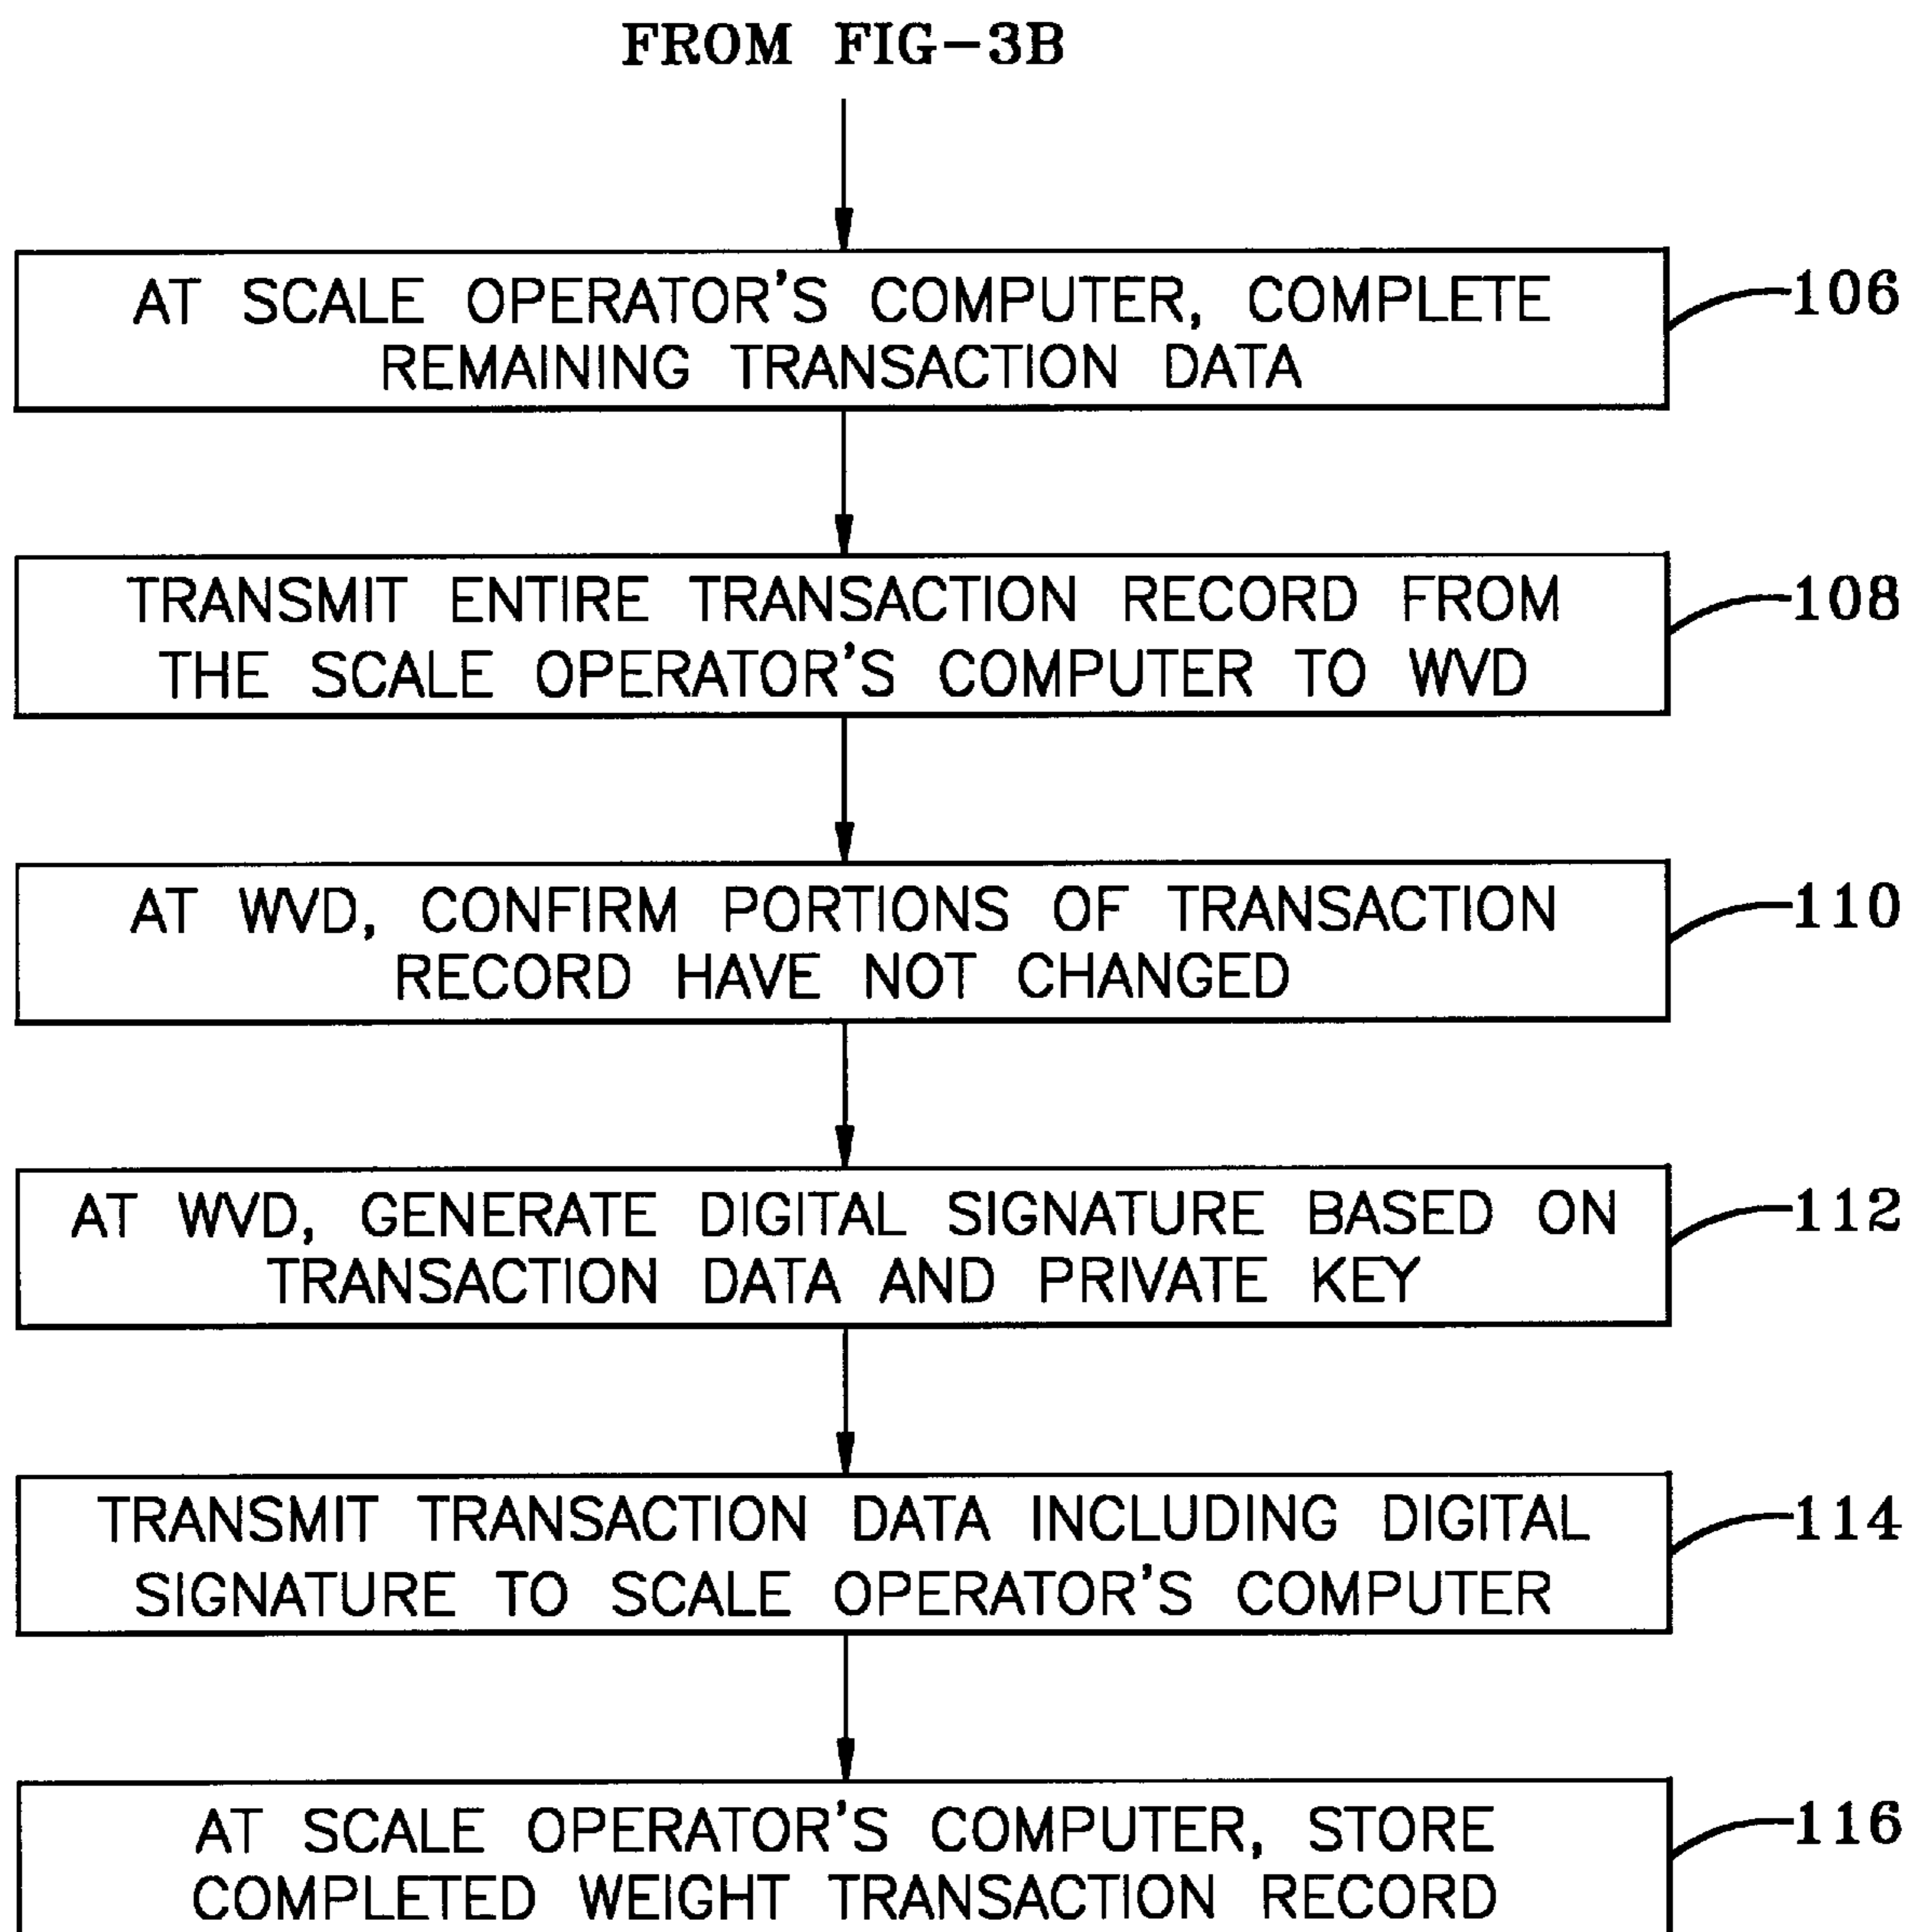 FROM FIG-3B
AT SCALE OPERATOR'S COMPUTER, COMPLETE
REMAINING TRANSACTION DATA
106
TRANSMIT ENTIRE TRANSACTION RECORD FROM
THE SCALE OPERATOR'S COMPUTER TO WVD
108
AT WVD, CONFIRM PORTIONS OF TRANSACTION
RECORD HAVE NOT CHANGED
110
AT WVD, GENERATE DIGITAL SIGNATURE BASED ON
TRANSACTION DATA AND PRIVATE KEY
112
TRANSMIT TRANSACTION DATA INCLUDING DIGITAL
SIGNATURE TO SCALE OPERATOR'S COMPUTER
114
AT SCALE OPERATOR'S COMPUTER, STORE
COMPLETED WEIGHT TRANSACTION RECORD
116